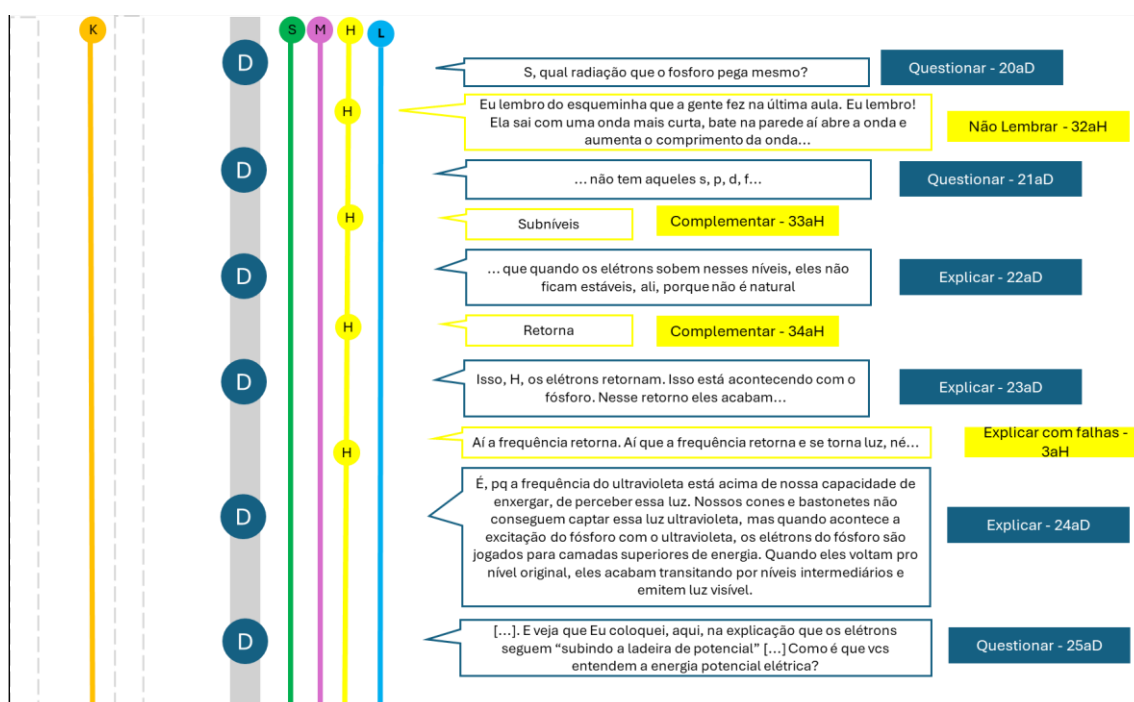 K
S
M
H
L
D
S, qual radiação que o fosforo pega mesmo?
Questionar - 20aD
H
Eu lembro do esqueminha que a gente fez na última aula. Eu lembro!
Ela sai com uma onda mais curta, bate na parede aí abre a onda e
aumenta o comprimento da onda...
Não Lembrar - 32aH
D
... não tem aqueles s, p, d, f...
Questionar - 21aD
H
Subníveis
Complementar - 33aH
D
... que quando os elétrons sobem nesses níveis, eles não
ficam estáveis, ali, porque não é natural
Explicar - 22aD
H
Retorna
Complementar - 34aH
D
Isso, H, os elétrons retornam. Isso está acontecendo com o
fósforo. Nesse retorno eles acabam...
Explicar - 23aD
H
Aí a frequência retorna. Aí que a frequência retorna e se torna luz, né...
Explicar com falhas -
3aH
D
É, pq a frequência do ultravioleta está acima de nossa capacidade de
enxergar, de perceber essa luz. Nossos cones e bastonetes não
conseguem captar essa luz ultravioleta, mas quando acontece a
excitação do fósforo com o ultravioleta, os elétrons do fósforo são
jogados para camadas superiores de energia. Quando eles voltam pro
nível original, eles acabam transitando por níveis intermediários e
emitem luz visível.
Explicar - 24aD
D
[...]. E veja que Eu coloquei, aqui, na explicação que os elétrons
seguem “subindo a ladeira de potencial” [...] Como é que vcs
entendem a energia potencial elétrica?
Questionar - 25aD